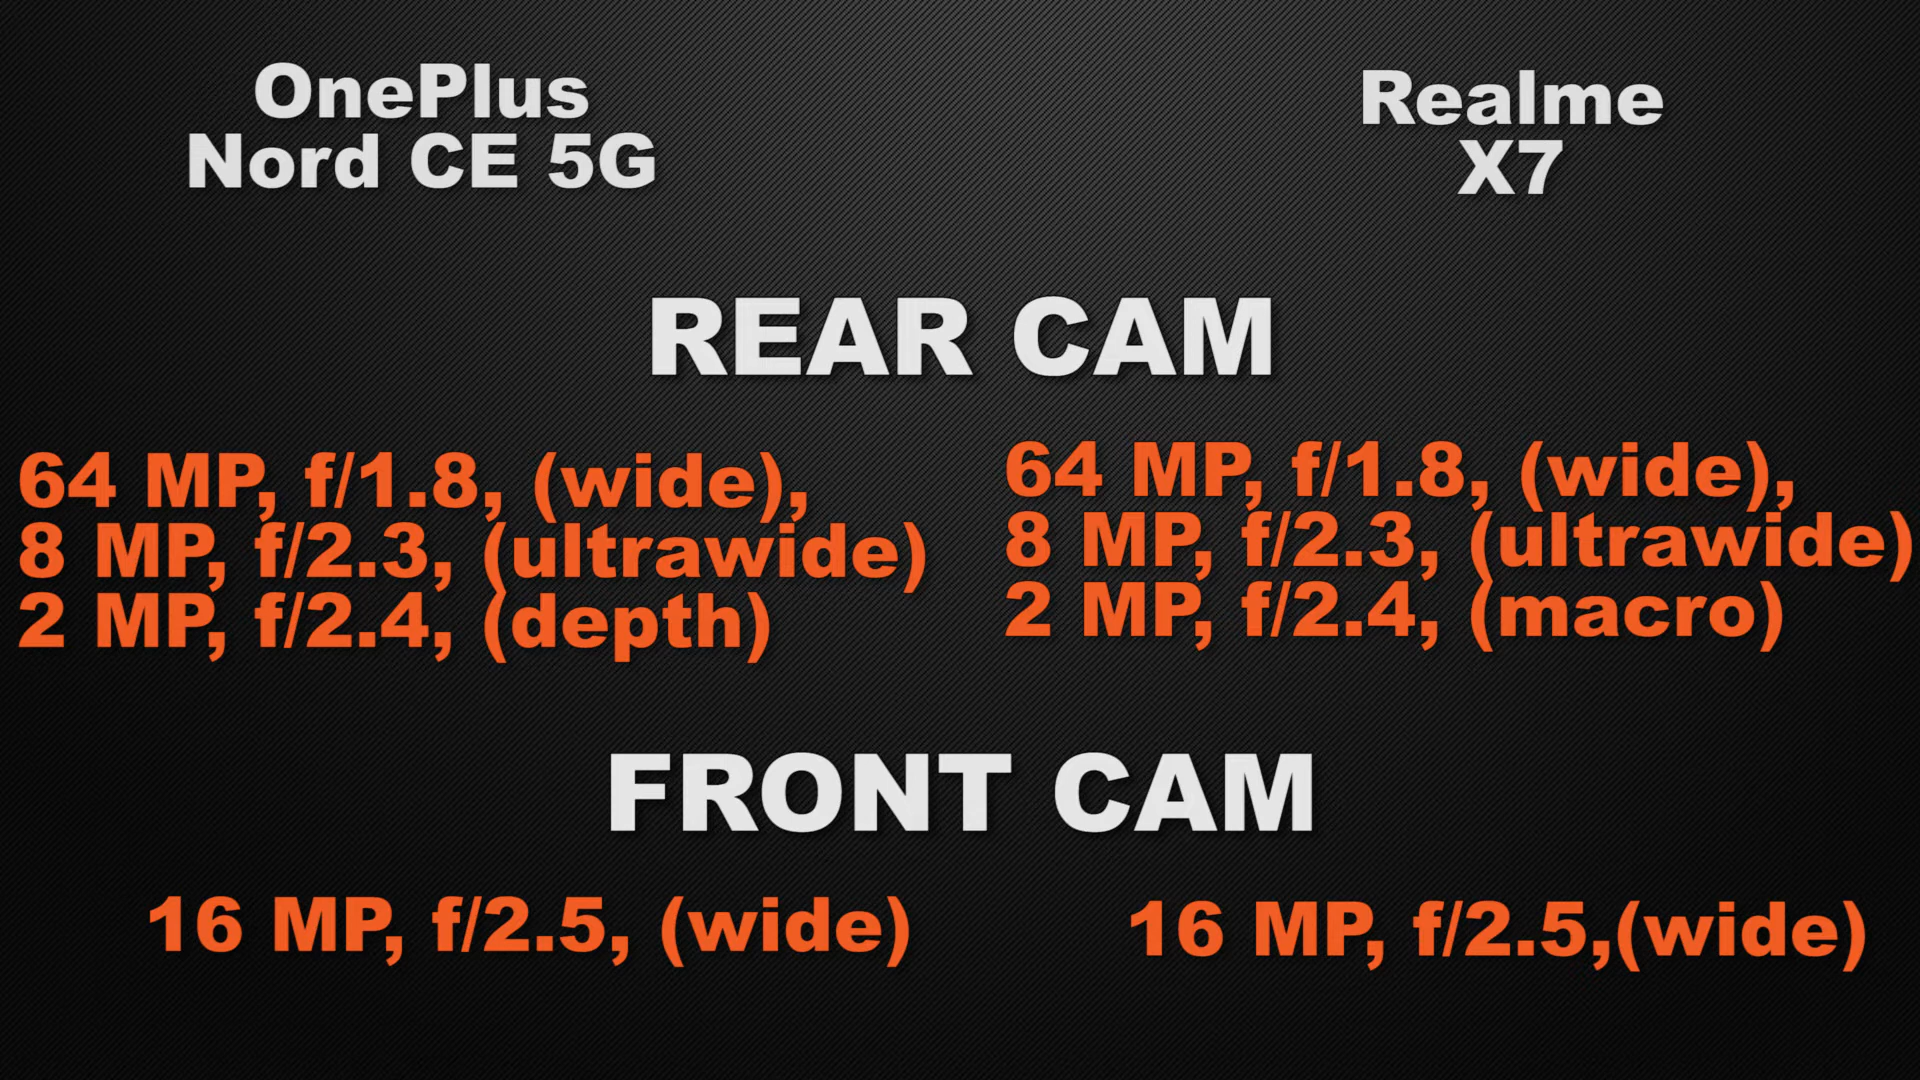 OnePlus
Nord CE 5G
Realme
X7
REAR CAM
64 MP, f/1.8, (wide),
8 MP, f/2.3, (ultrawide)
2 MP, f/2.4, (depth)
64 MP, f/1.8, (wide),
8 MP, f/2.3, (ultrawide)
2 MP, f/2.4, (macro)
FRONT CAM
16 MP, f/2.5, (wide)
16 MP, f/2.5,(wide)